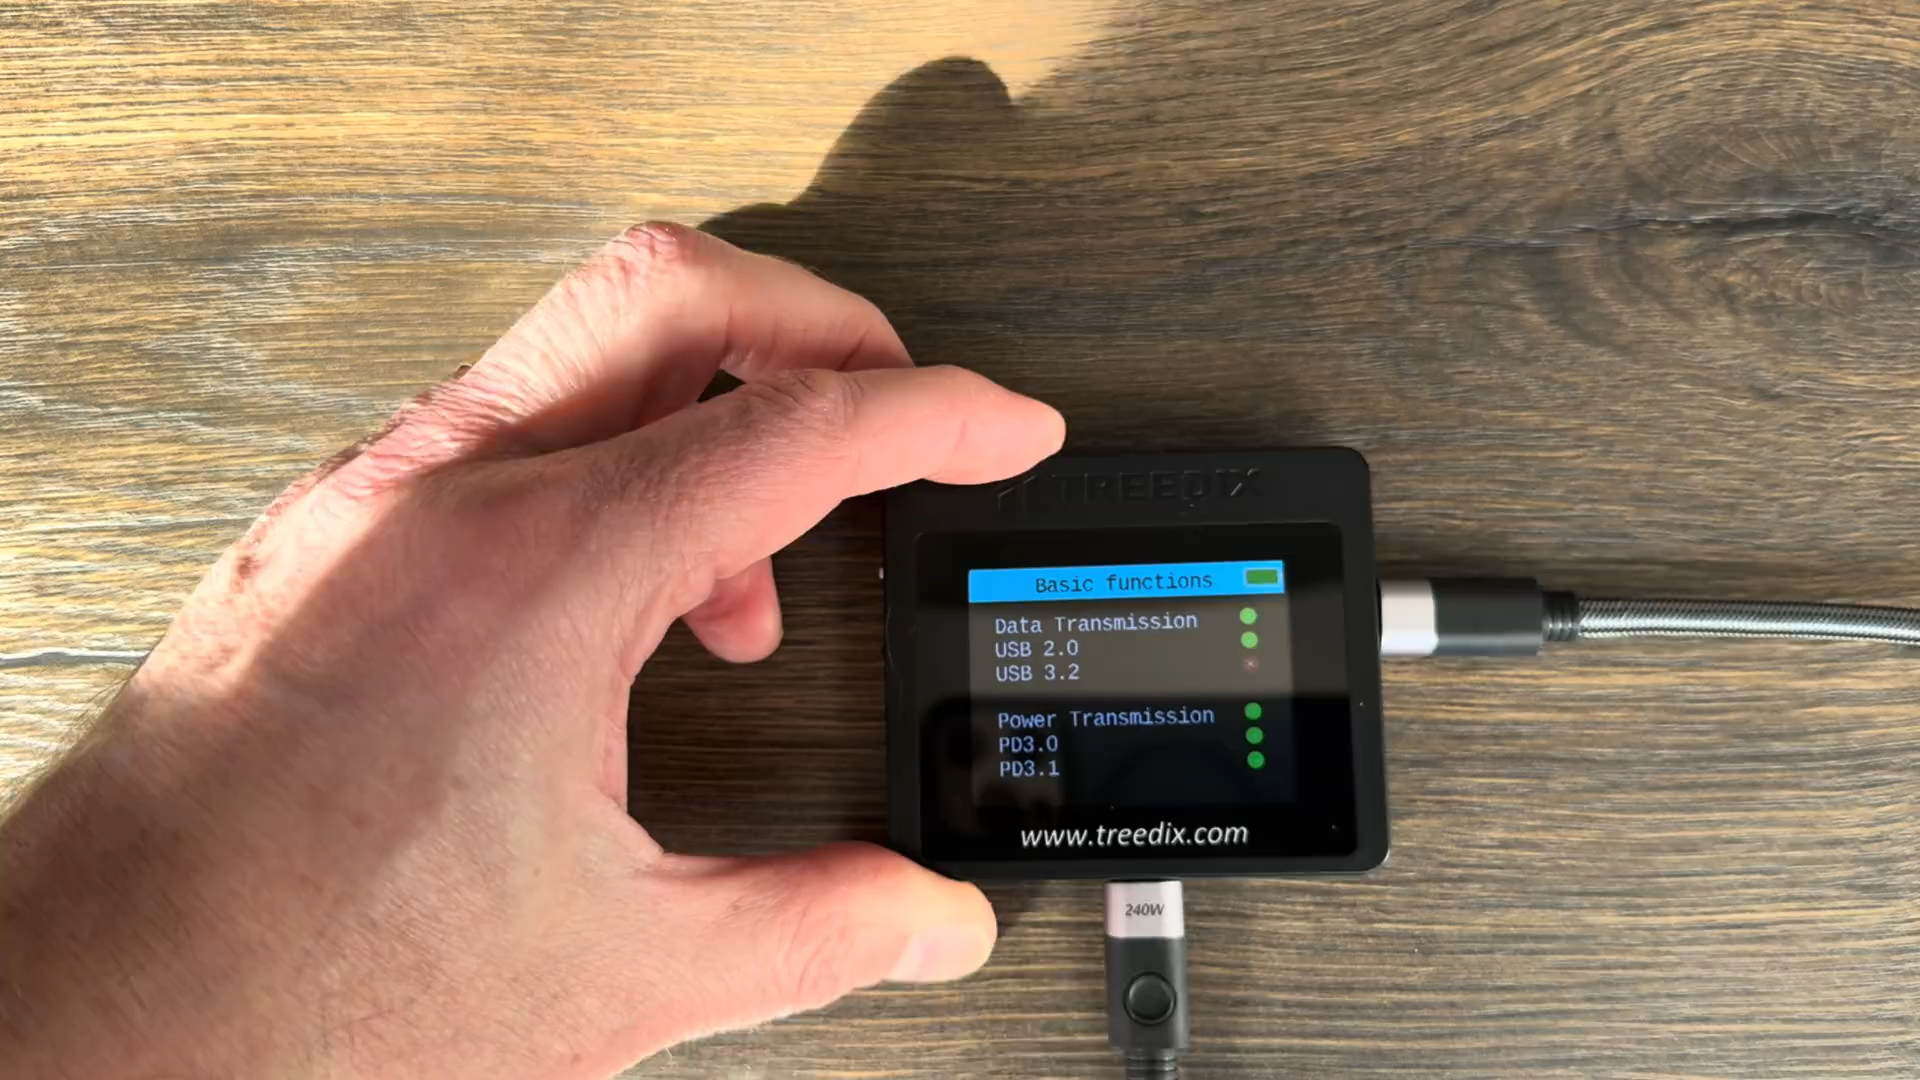 TREEDIX
Basic functions
Data Transmission
USB 2.0
USB 3.2
Power Transmission
PD3.0
PD3.1
www.treedix.com
240W